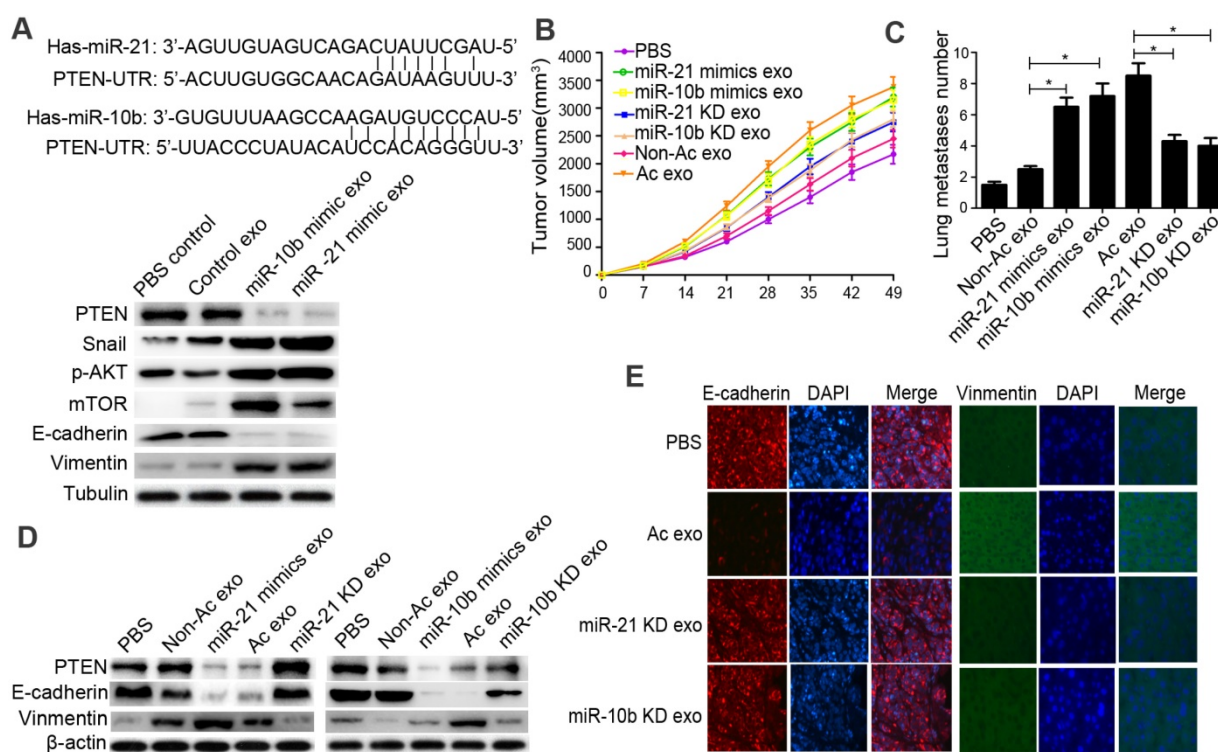 A
Has-miR-21: 3’-AGUUGUAGUCAGACUAUUCGAU-5’
PTEN-UTR: 5’-ACUUGUGGCAACAGAUAAGUUU-3’
Has-miR-10b: 3’-GUGUUUAAGCCAAGAUGUCCCAU-5’
PTEN-UTR: 5’-UUACCCUAUACAUCCACAGGGUU-3’
PBS control
Control exo
miR-10b mimic exo
miR -21 mimic exo
PTEN
Snail
p-AKT
mTOR
E-cadherin
Vimentin
Tubulin
B
Tumor volume(mm³)
4000
3500
3000
2500
2000
1500
1000
500
0
PBS
miR-21 mimics exo
miR-10b mimics exo
miR-21 KD exo
miR-10b KD exo
Non-Ac exo
Ac exo
0 7 14 21 28 35 42 49
C
Lung metastases number
10
8
6
4
2
0
* * * *
PBS
Non-Ac exo
miR-21 mimics exo
miR-10b mimics exo
Ac exo
miR-21 KD exo
miR-10b KD exo
D
PBS
Non-Ac exo
miR-21 mimics exo
Ac exo
miR-21 KD exo
PBS
Non-Ac exo
miR-10b mimics exo
Ac exo
miR-10b KD exo
PTEN
E-cadherin
Vinmentin
β-actin
E
E-cadherin DAPI Merge Vinmentin DAPI Merge
PBS
Ac exo
miR-21 KD exo
miR-10b KD exo